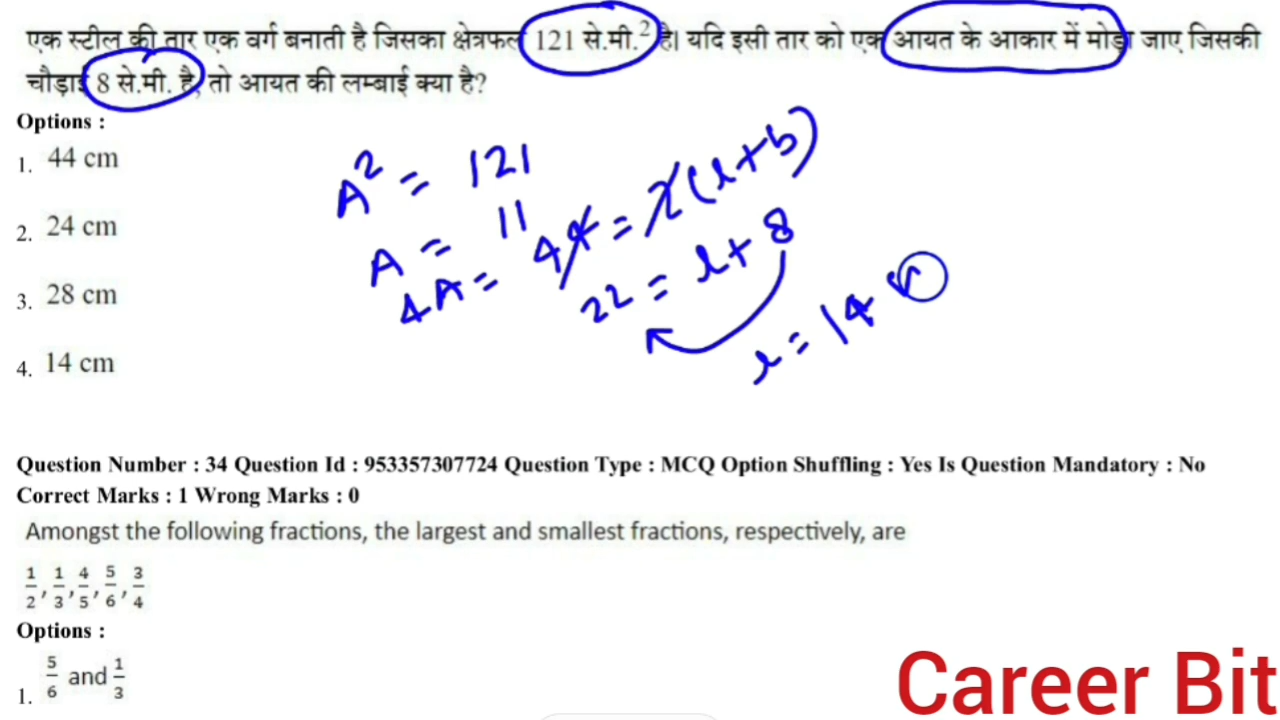 एक स्टील की तार एक वर्ग बनाती है जिसका क्षेत्रफल 121 से.मी.² है। यदि इसी तार को एक आयत के आकार में मोड़ा जाए जिसकी
चौड़ाई 8 से.मी. है, तो आयत की लम्बाई क्या है?
Options :
1. 44 cm
2. 24 cm
3. 28 cm
4. 14 cm
A² = 121
A = 11
4A = 44 = 2(l+b)
22 = l+8
l = 14
Question Number : 34 Question Id : 953357307724 Question Type : MCQ Option Shuffling : Yes Is Question Mandatory : No
Correct Marks : 1 Wrong Marks : 0
Amongst the following fractions, the largest and smallest fractions, respectively, are
1/2, 1/3, 4/5, 5/6, 3/4
Options :
1. 5/6 and 1/3
Career Bit